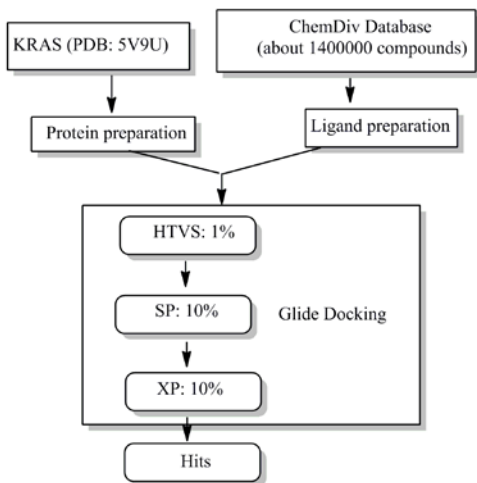 KRAS (PDB: 5V9U)
ChemDiv Database
(about 1400000 compounds)
Protein preparation
Ligand preparation
HTVS: 1%
SP: 10%
Glide Docking
XP: 10%
Hits